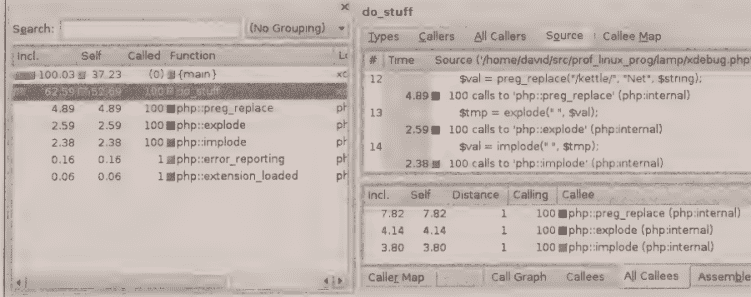 do_stuff
Search: (No Grouping)
Types Callers All Callers Source Callee Map
Incl. Self Called Function
# Time Source ('/home/david/src/prof_linux_prog/lamp/xdebug.php'
100.03 37.23 (0) {main}
62.59 do_stuff
4.89 4.89 100 php::preg_replace
2.59 2.59 100 php::explode
2.38 2.38 100 php::implode
0.16 0.16 1 php::error_reporting
0.06 0.06 1 php::extension_loaded
12 $val = preg_replace("/kettle/", "Net", $string);
4.89 100 calls to 'php::preg_replace' (php:internal)
13 $tmp = explode(" ", $val);
2.59 100 calls to 'php::explode' (php:internal)
14 $val = implode(" ", $tmp);
2.38 100 calls to 'php::implode' (php:internal)
Incl. Self Distance Calling Callee
7.82 7.82 1 100 php::preg_replace (php:internal)
4.14 4.14 1 100 php::explode (php:internal)
3.80 3.80 1 100 php::implode (php:internal)
Caller Map Call Graph Callees All Callees